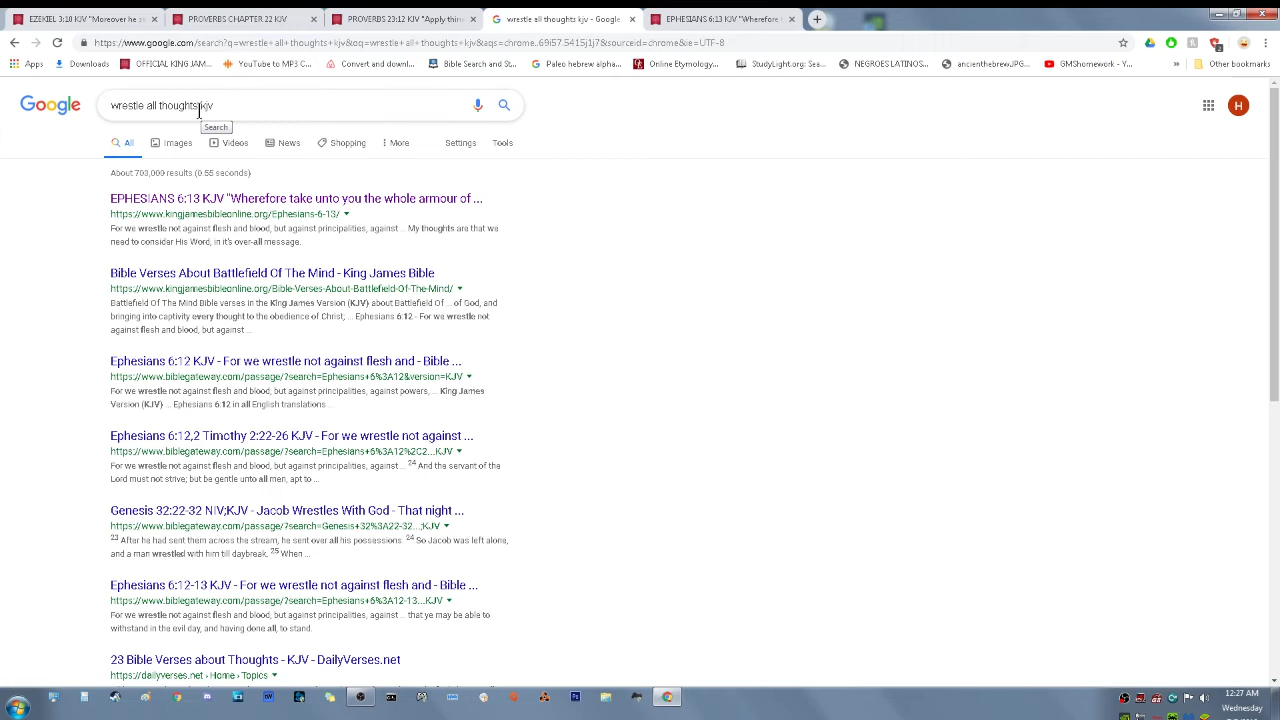 EZEKIEL 3:18 KJV "Moreover he s
PROVERBS CHAPTER 22 KJV
PROVERBS 23:12 KJV "Apply thine
wrestle all thoughts kjv - Google
EPHESIANS 6:13 KJV "Wherefore
https://www.google.com/search?q=wrestle+all+thoughts+kjv&oq=wrestle+all+thoughts
chrome&ie=UTF-8
Apps
Downloads
OFFICIAL KING JAM...
YouTube to MP3 C...
Convert and downl...
Bible Search and St...
Paleo hebrew alpha...
Online Etymology...
StudyLight.org: Sear...
NEGROES LATINOS...
ancienthebrewJPG...
GMShomework - Y...
Google
wrestle all thoughts kjv
H
Search
All
Images
Videos
News
Shopping
More
Settings
Tools
results (0.55 seconds)
EPHESIANS 6:13 KJV "Wherefore take unto you the whole armour of ...
https://www.kingjamesbibleonline.org/Ephesians-6-13/
For we wrestle not against flesh and blood, but against principalities, against ... My thoughts are that we
need to consider His Word, in it's over-all message.
Bible Verses About Battlefield Of The Mind - King James Bible
https://www.kingjamesbibleonline.org/Bible-Verses-About-Battlefield-Of-The-Mind/
Battlefield Of The Mind Bible verses in the King James Version (KJV) about Battlefield Of ... of God, and
bringing into captivity every thought to the obedience of Christ; ... Ephesians 6:12 - For we wrestle not
against flesh and blood, but against ...
Ephesians 6:12 KJV - For we wrestle not against flesh and - Bible ...
https://www.biblegateway.com/passage/?search=Ephesians+6%3A12&version=KJV
For we wrestle not against flesh and blood, but against principalities, against powers, ... King James
Version (KJV) ... Ephesians 6:12 in all English translations ...
Ephesians 6:12,2 Timothy 2:22-26 KJV - For we wrestle not against ...
https://www.biblegateway.com/passage/?search=Ephesians+6%3A12%2C2...KJV
For we wrestle not against flesh and blood, but against principalities, against ... 24 And the servant of the
Lord must not strive; but be gentle unto all men, apt to ...
Genesis 32:22-32 NIV;KJV - Jacob Wrestles With God - That night ...
https://www.biblegateway.com/passage/?search=Genesis+32%3A22-32...;KJV
23 After he had sent them across the stream, he sent over all his possessions. 24 So Jacob was left alone,
and a man wrestled with him till daybreak. 25 When ...
Ephesians 6:12-13 KJV - For we wrestle not against flesh and - Bible ...
https://www.biblegateway.com/passage/?search=Ephesians+6%3A12-13...KJV
For we wrestle not against flesh and blood, but against principalities, against ... that ye may be able to
withstand in the evil day, and having done all, to stand.
23 Bible Verses about Thoughts - KJV - DailyVerses.net
https://dailyverses.net › Home › Topics
12:27 AM
Wednesday